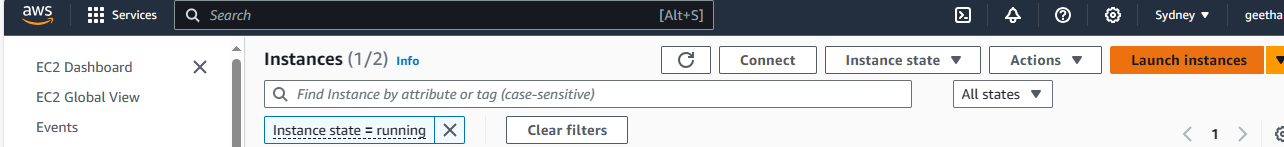 aws Services Search [Alt+S] Sydney geetha
Instances (1/2) Info Connect Instance state Actions Launch instances
EC2 Dashboard
Find Instance by attribute or tag (case-sensitive) All states
EC2 Global View
Events
Instance state = running Clear filters
1